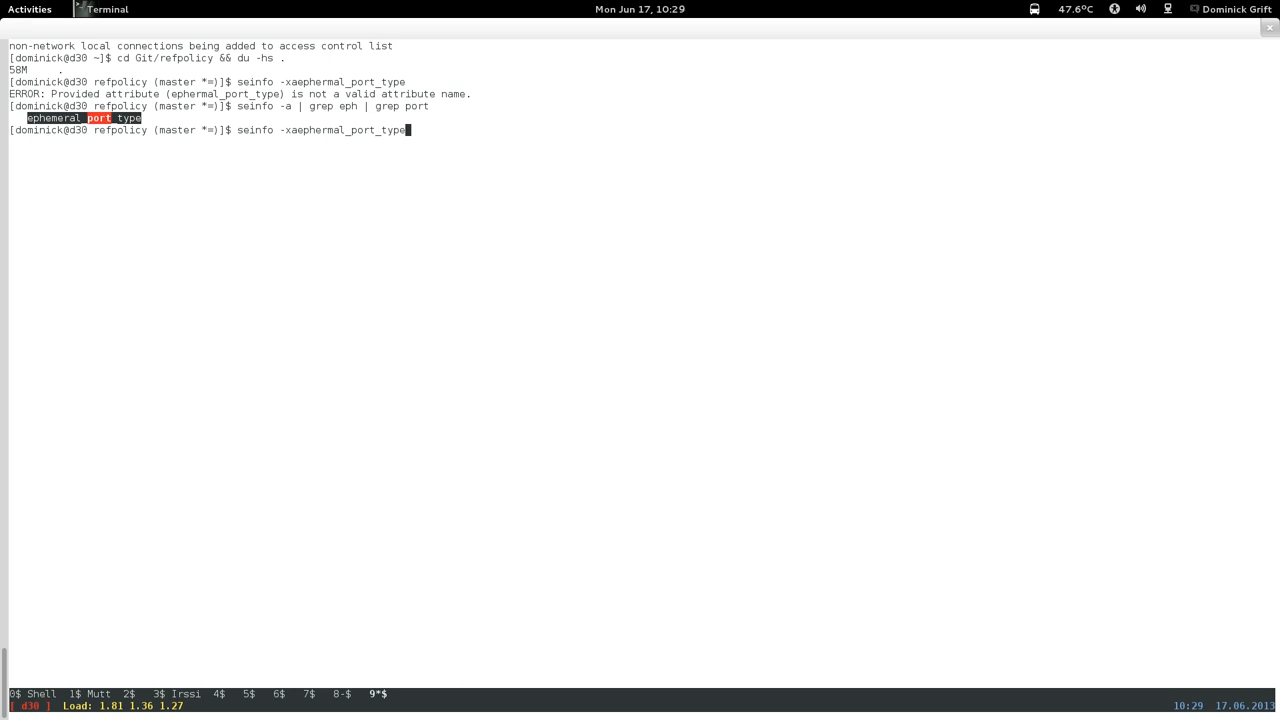 Activities Terminal Mon Jun 17, 10:29 47.6°C Dominick Grift
non-network local connections being added to access control list
[dominick@d30 ~]$ cd Git/refpolicy && du -hs .
58M .
[dominick@d30 refpolicy (master *=)]$ seinfo -xaephermal_port_type
ERROR: Provided attribute (ephermal_port_type) is not a valid attribute name.
[dominick@d30 refpolicy (master *=)]$ seinfo -a | grep eph | grep port
ephemeral_port_type
[dominick@d30 refpolicy (master *=)]$ seinfo -xaephermal_port_type
0$ Shell 1$ Mutt 2$ 3$ Irssi 4$ 5$ 6$ 7$ 8-$ 9*$
[ d30 ] Load: 1.81 1.36 1.27 10:29 17.06.2013